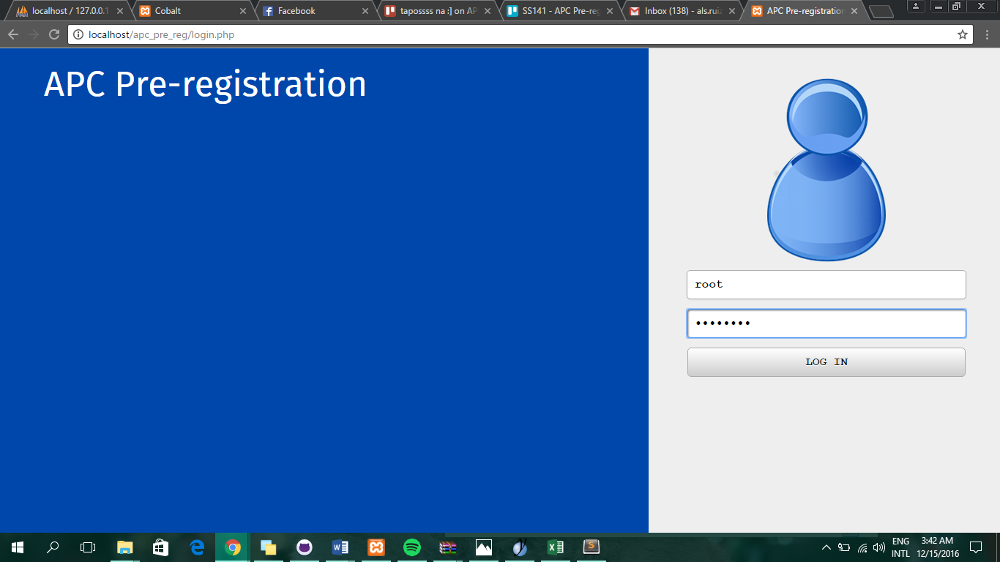 localhost / 127.0.0.1
Cobalt
Facebook
tapossss na :] on AP
SS141 - APC Pre-reg
Inbox (138) - als.ruiz
APC Pre-registration
localhost/apc_pre_reg/login.php
APC Pre-registration
root
LOG IN
ENG
INTL
3:42 AM
12/15/2016